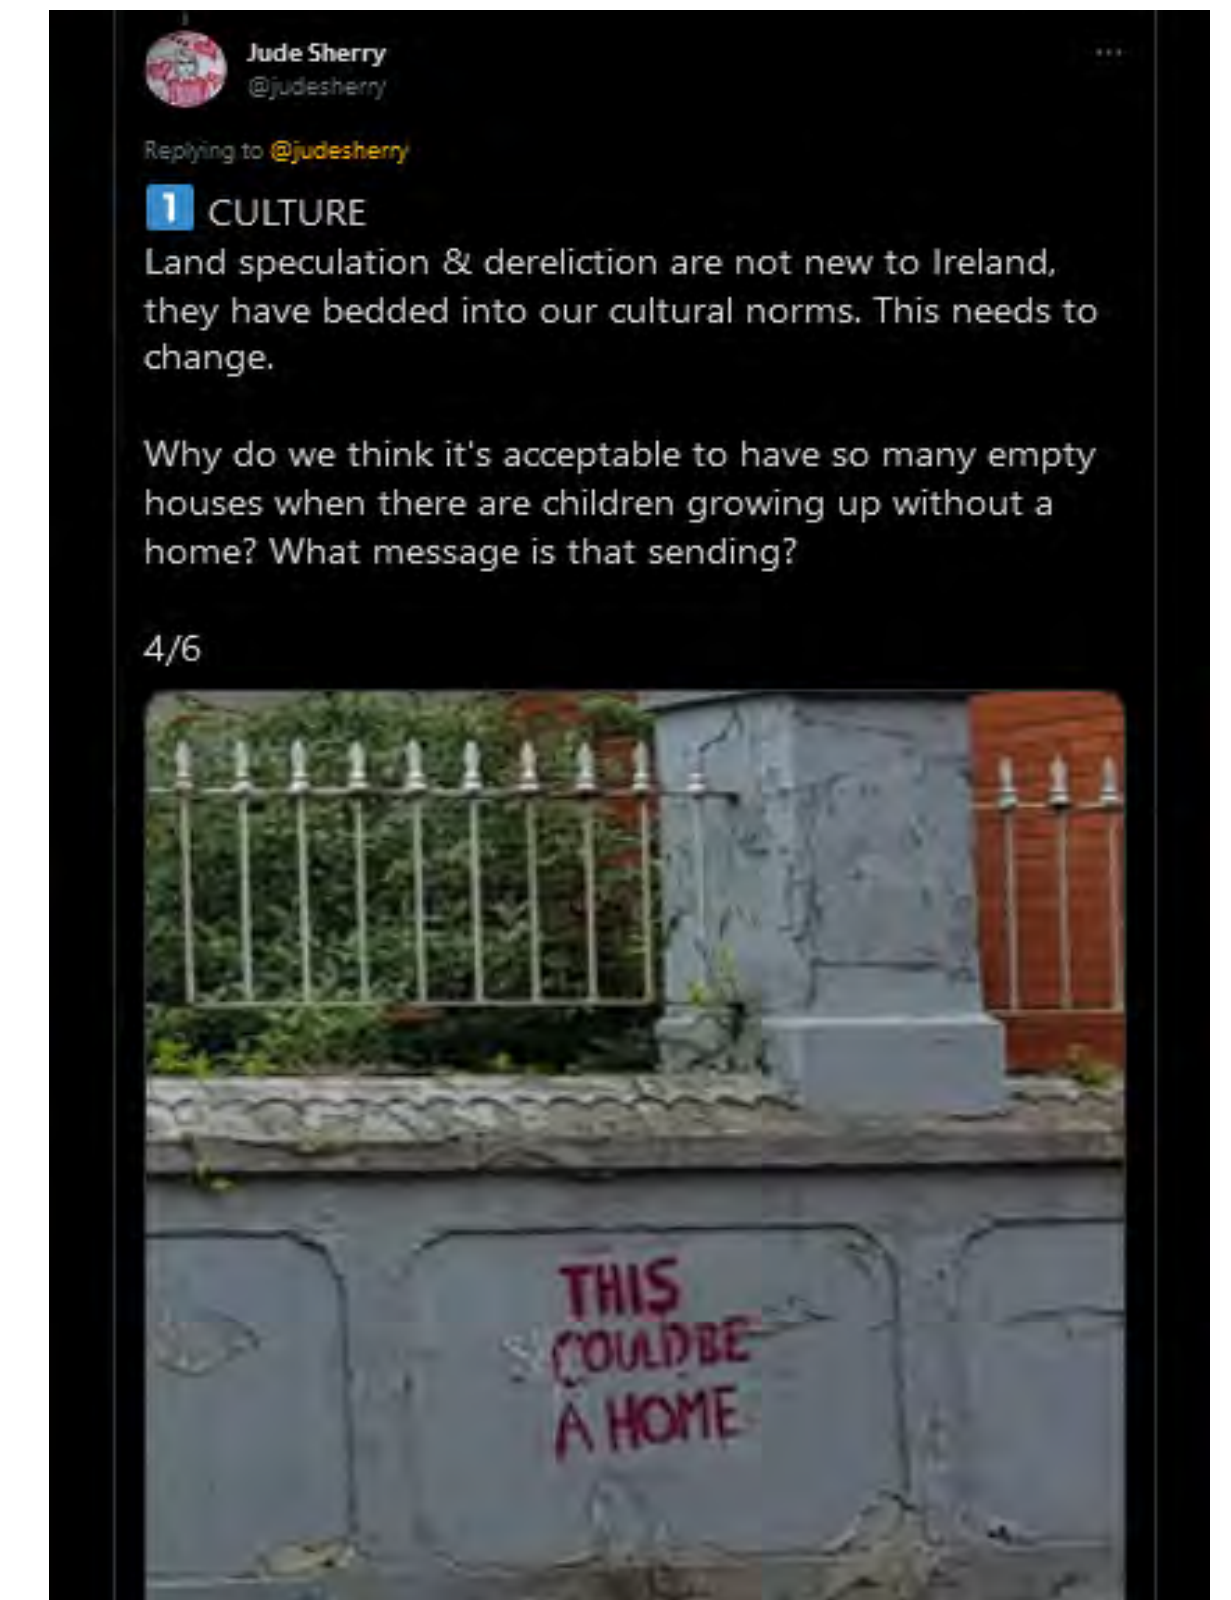 Jude Sherry
@judesherry
Replying to @judesherry
1️⃣ CULTURE
Land speculation & dereliction are not new to Ireland,
they have bedded into our cultural norms. This needs to
change.
Why do we think it's acceptable to have so many empty
houses when there are children growing up without a
home? What message is that sending?
4/6
THIS
COULD BE
A HOME